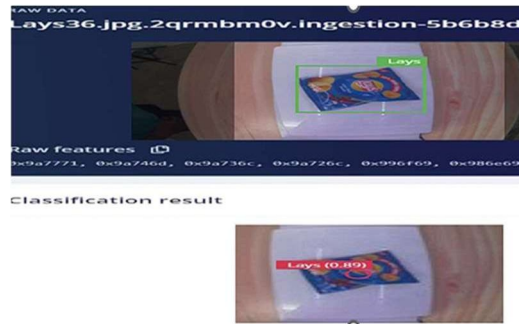 RAW DATA
Lays36.jpg.2qrmbm0v.ingestion-5b6b8d
Lays
Raw features
0x9a7771, 0x9a746d, 0x9a736c, 0x9a726c, 0x996f69, 0x986e69
Classification result
Lays (0.89)